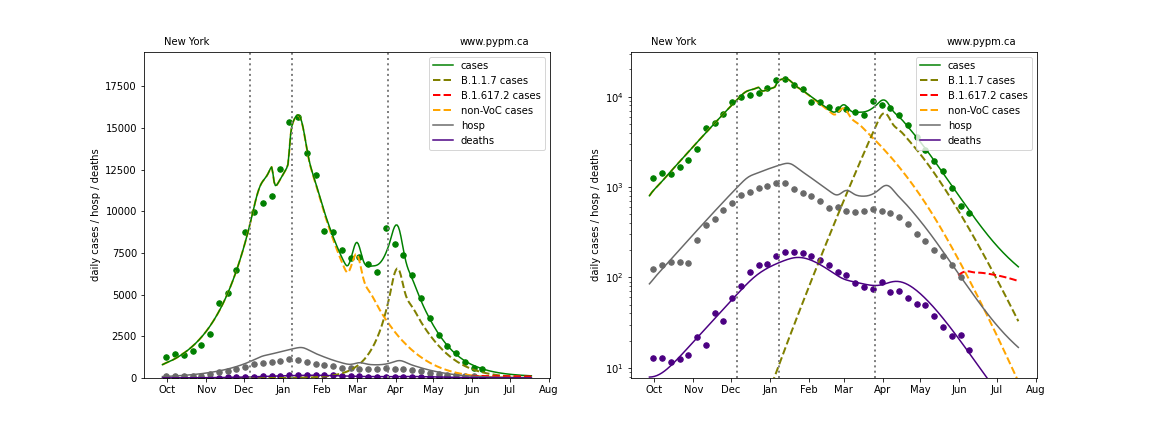 New York
www.pypm.ca
daily cases / hosp / deaths
17500
15000
12500
10000
7500
5000
2500
0
cases
B.1.1.7 cases
B.1.617.2 cases
non-VoC cases
hosp
deaths
Oct Nov Dec Jan Feb Mar Apr May Jun Jul Aug
New York
www.pypm.ca
daily cases / hosp / deaths
10⁴
10³
10²
10¹
cases
B.1.1.7 cases
B.1.617.2 cases
non-VoC cases
hosp
deaths
Oct Nov Dec Jan Feb Mar Apr May Jun Jul Aug